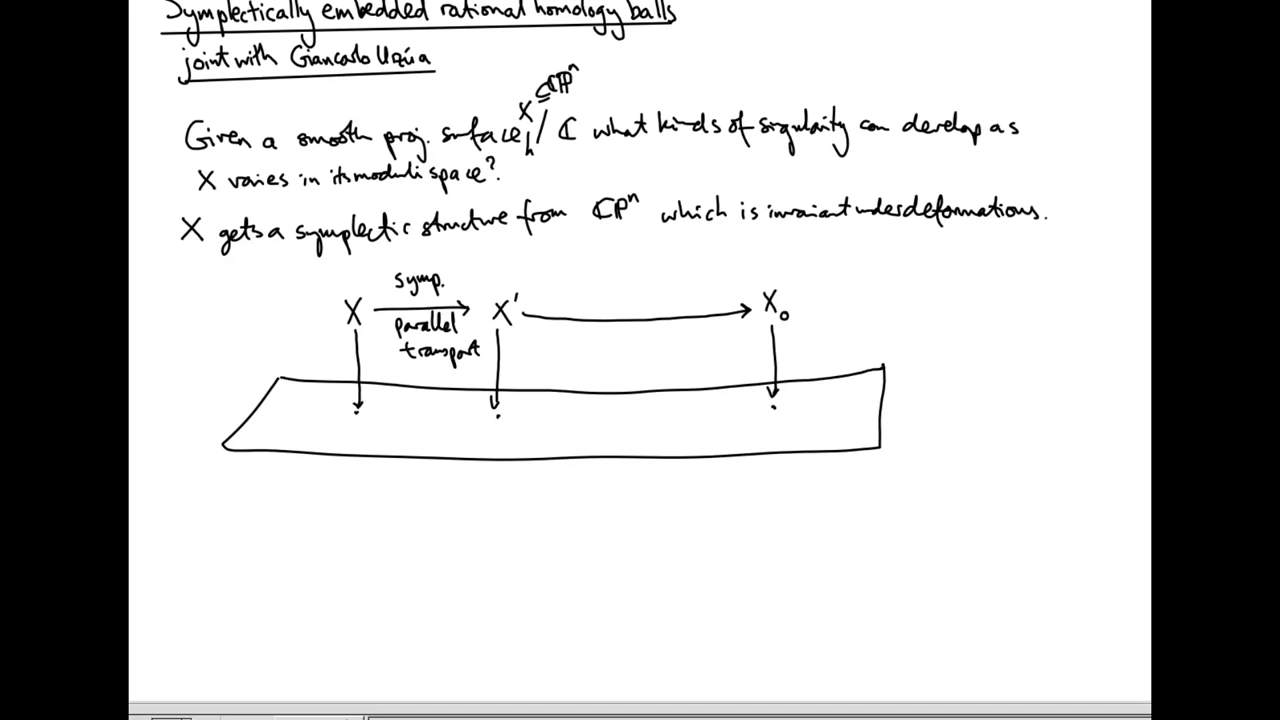 Symplectically embedded rational homology balls
joint with Giancarlo Urzúa
X ⊆ ℂℙⁿ
Given a smooth proj. surface / ℂ what kinds of singularity can develop as
X varies in its moduli space?
X gets a symplectic structure from ℂPⁿ which is invariant under deformations.
symp.
X X' X₀
parallel
transport